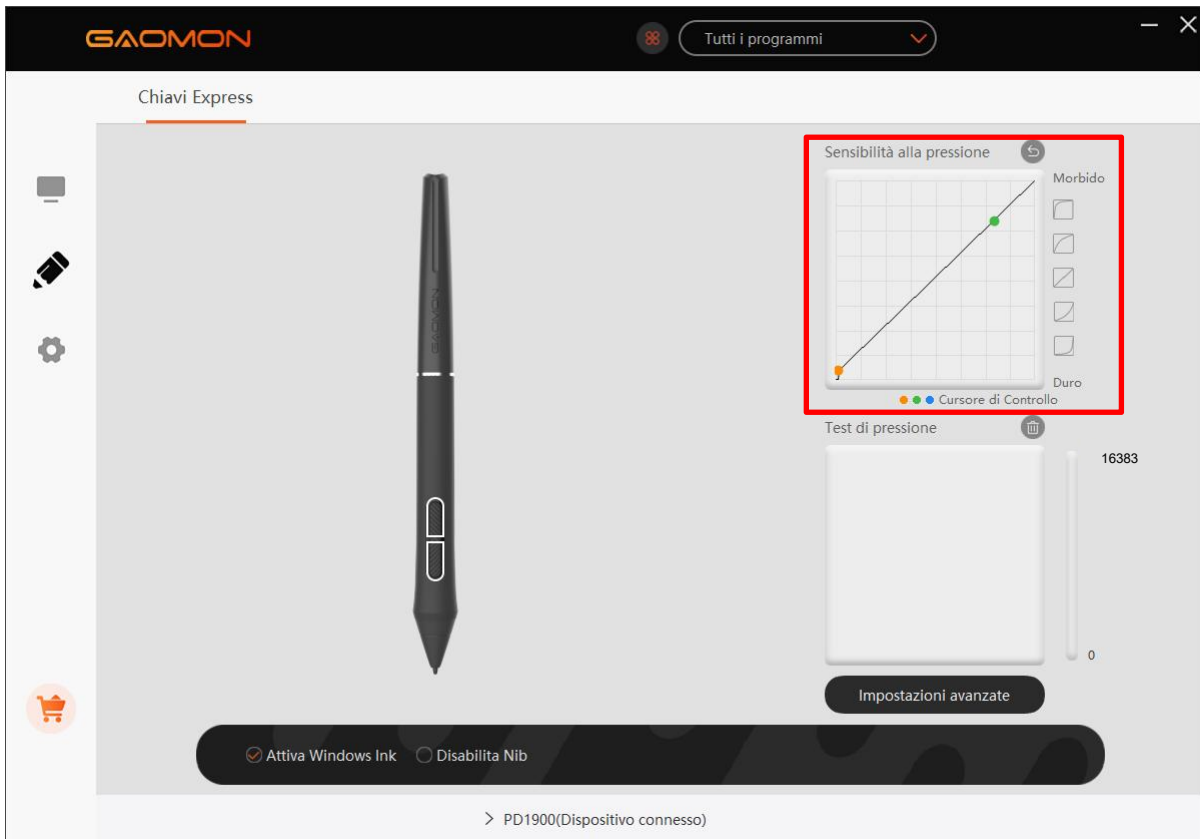 GAOMON
Tutti i programmi
Chiavi Express
Sensibilità alla pressione
Morbido
Duro
Cursore di Controllo
Test di pressione
16383
0
Impostazioni avanzate
GAOMON
Attiva Windows Ink
Disabilita Nib
PD1900(Dispositivo connesso)